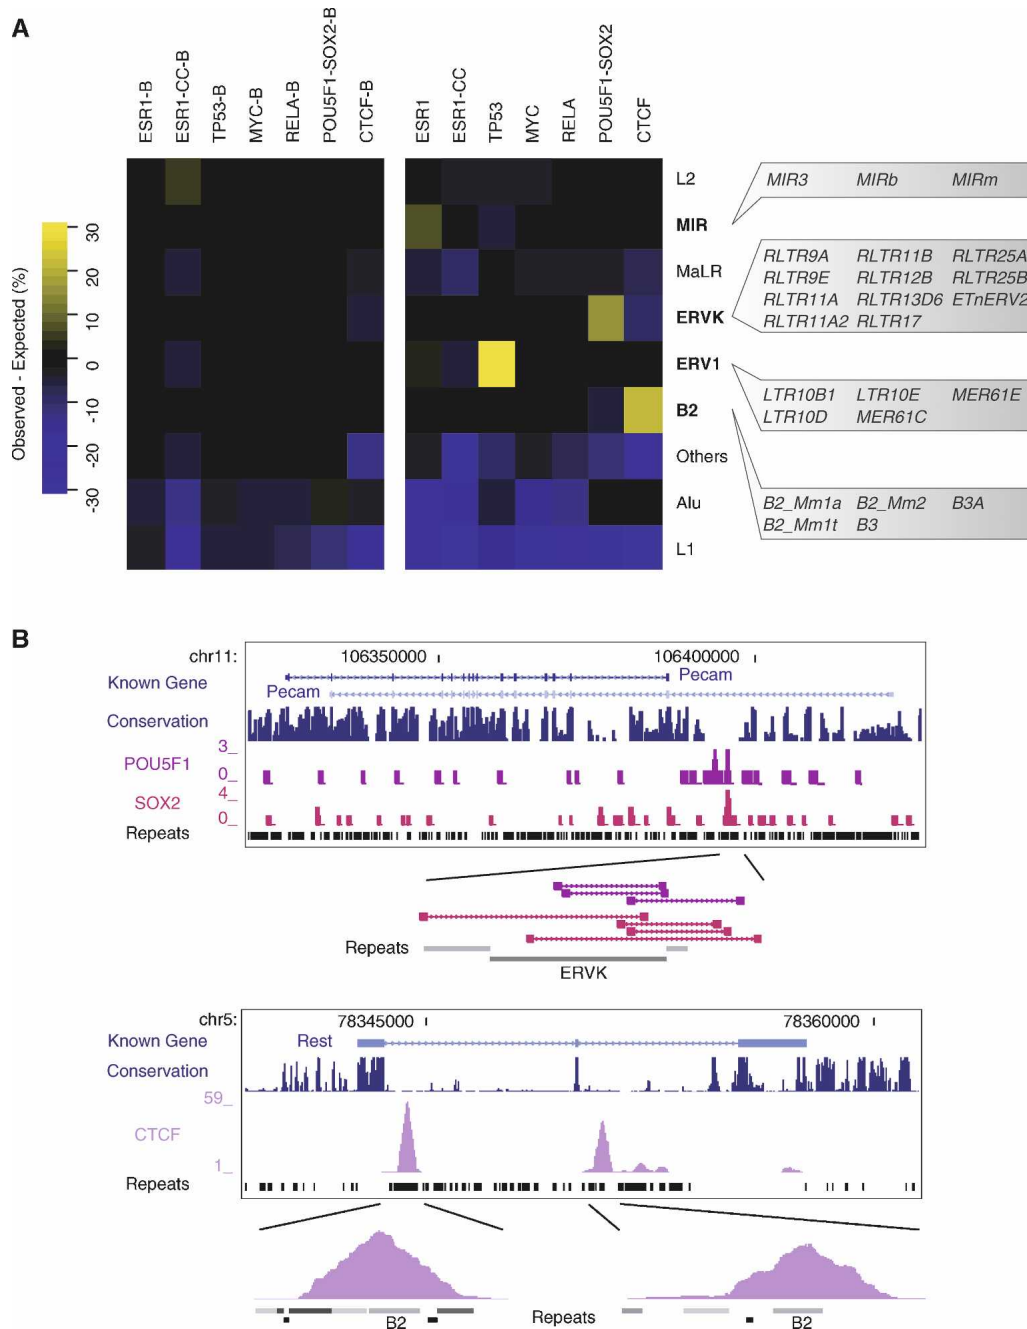 A
ESR1-B
ESR1-CC-B
TP53-B
MYC-B
RELA-B
POU5F1-SOX2-B
CTCF-B
ESR1
ESR1-CC
TP53
MYC
RELA
POU5F1-SOX2
CTCF
Observed - Expected (%)
30
20
10
0
-10
-20
-30
L2
MIR
MaLR
ERVK
ERV1
B2
Others
Alu
L1
MIR3 MIRb MIRm
RLTR9A RLTR11B RLTR25A
RLTR9E RLTR12B RLTR25B
RLTR11A RLTR13D6 ETnERV2
RLTR11A2 RLTR17
LTR10B1 LTR10E MER61E
LTR10D MER61C
B2_Mm1a B2_Mm2 B3A
B2_Mm1t B3
B
chr11: 106350000 106400000
Known Gene Pecam
Pecam
Conservation
3_
POU5F1
0_
4_
SOX2
0_
Repeats
Repeats
ERVK
chr5: 78345000 78360000
Known Gene Rest
Conservation
59_
CTCF
1_
Repeats
Repeats
B2 B2